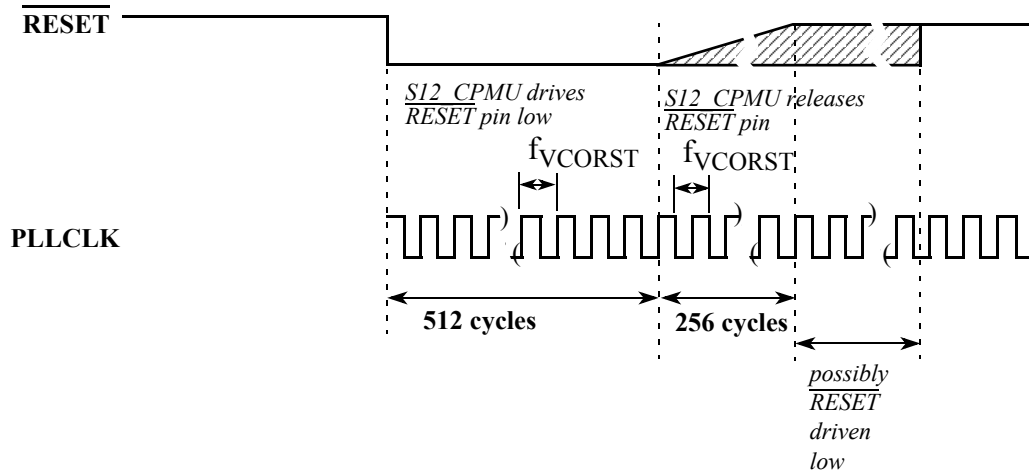 RESET
S12_CPMU drives
RESET pin low
S12_CPMU releases
RESET pin
fVCORST
fVCORST
PLLCLK
) ( ) ( ) (
512 cycles
256 cycles
possibly
RESET
driven
low